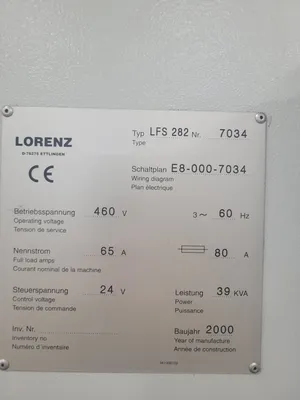 LORENZ
D-76275 ETTLINGEN
CE
Typ LFS 282 Nr. 7034
Type
Schaltplan E8-000-7034
Wiring diagram
Plan électrique
Betriebsspannung 460 V 3~ 60 Hz
Operating voltage
Tension de service
Nennstrom 65 A 80 A
Full load amps
Courant nominal de la machine
Steuerspannung 24 V Leistung 39 KVA
Control voltage Power
Tension de commande Puissance
Inv. Nr. Baujahr 2000
Inventory no Year of manufacture
Numéro d'inventaire Année de construction